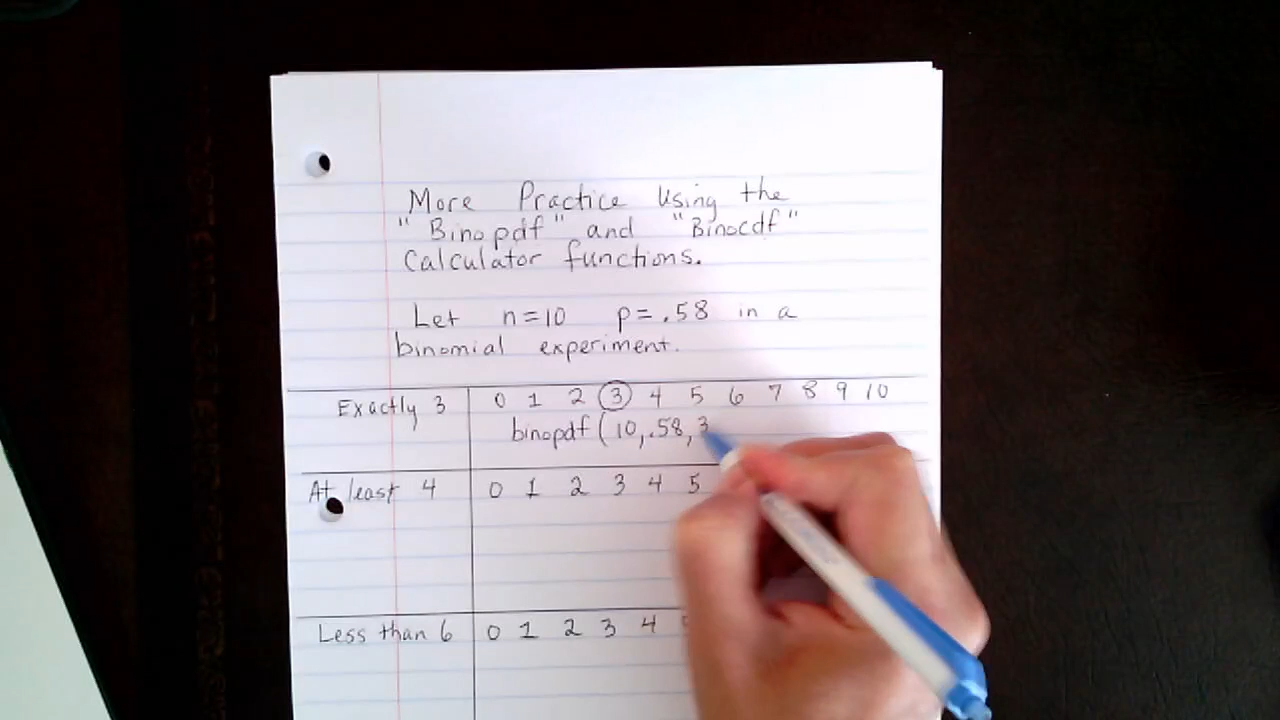 More Practice Using the
"Binopdf" and "Binocdf"
Calculator functions.
Let n=10 p=.58 in a
binomial experiment.
Exactly 3 0 1 2 3 4 5 6 7 8 9 10
binopdf (10,.58,3
At least 4 0 1 2 3 4 5
Less than 6 0 1 2 3 4